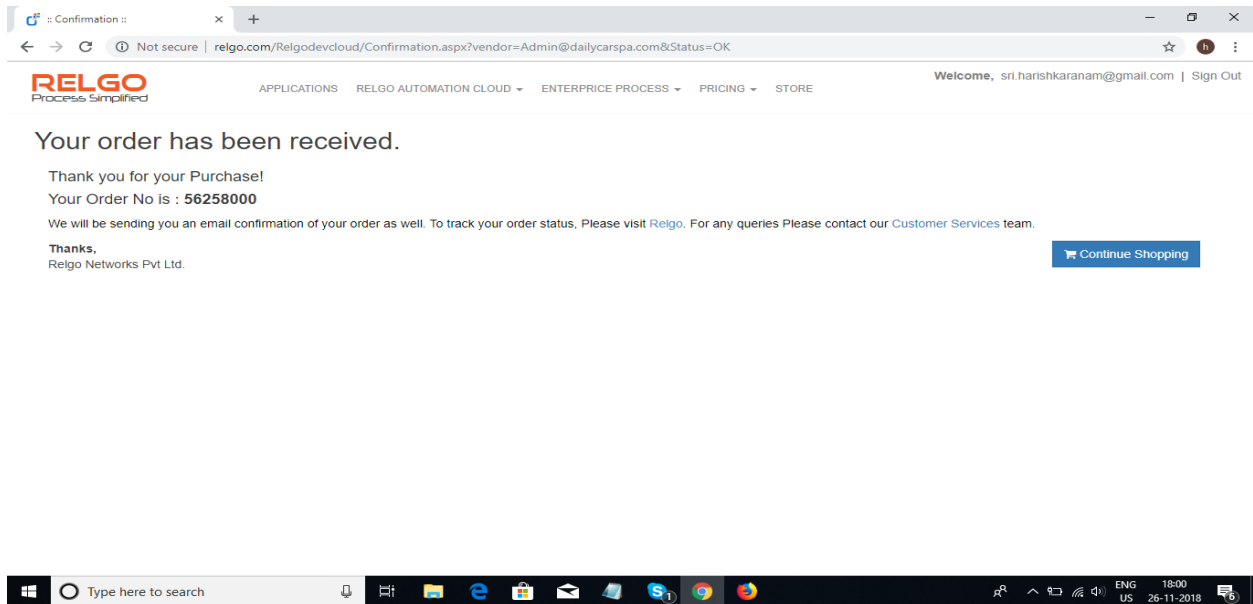 :: Confirmation ::
Not secure | relgo.com/Relgodevcloud/Confirmation.aspx?vendor=Admin@dailycarspa.com&Status=OK
h
RELGO
Process Simplified
APPLICATIONS RELGO AUTOMATION CLOUD ENTERPRICE PROCESS PRICING STORE
Welcome, sri.harishkaranam@gmail.com | Sign Out
Your order has been received.
Thank you for your Purchase!
Your Order No is : 56258000
We will be sending you an email confirmation of your order as well. To track your order status, Please visit Relgo. For any queries Please contact our Customer Services team.
Thanks,
Relgo Networks Pvt Ltd.
Continue Shopping
Type here to search
S 1
ENG 18:00
US 26-11-2018
6